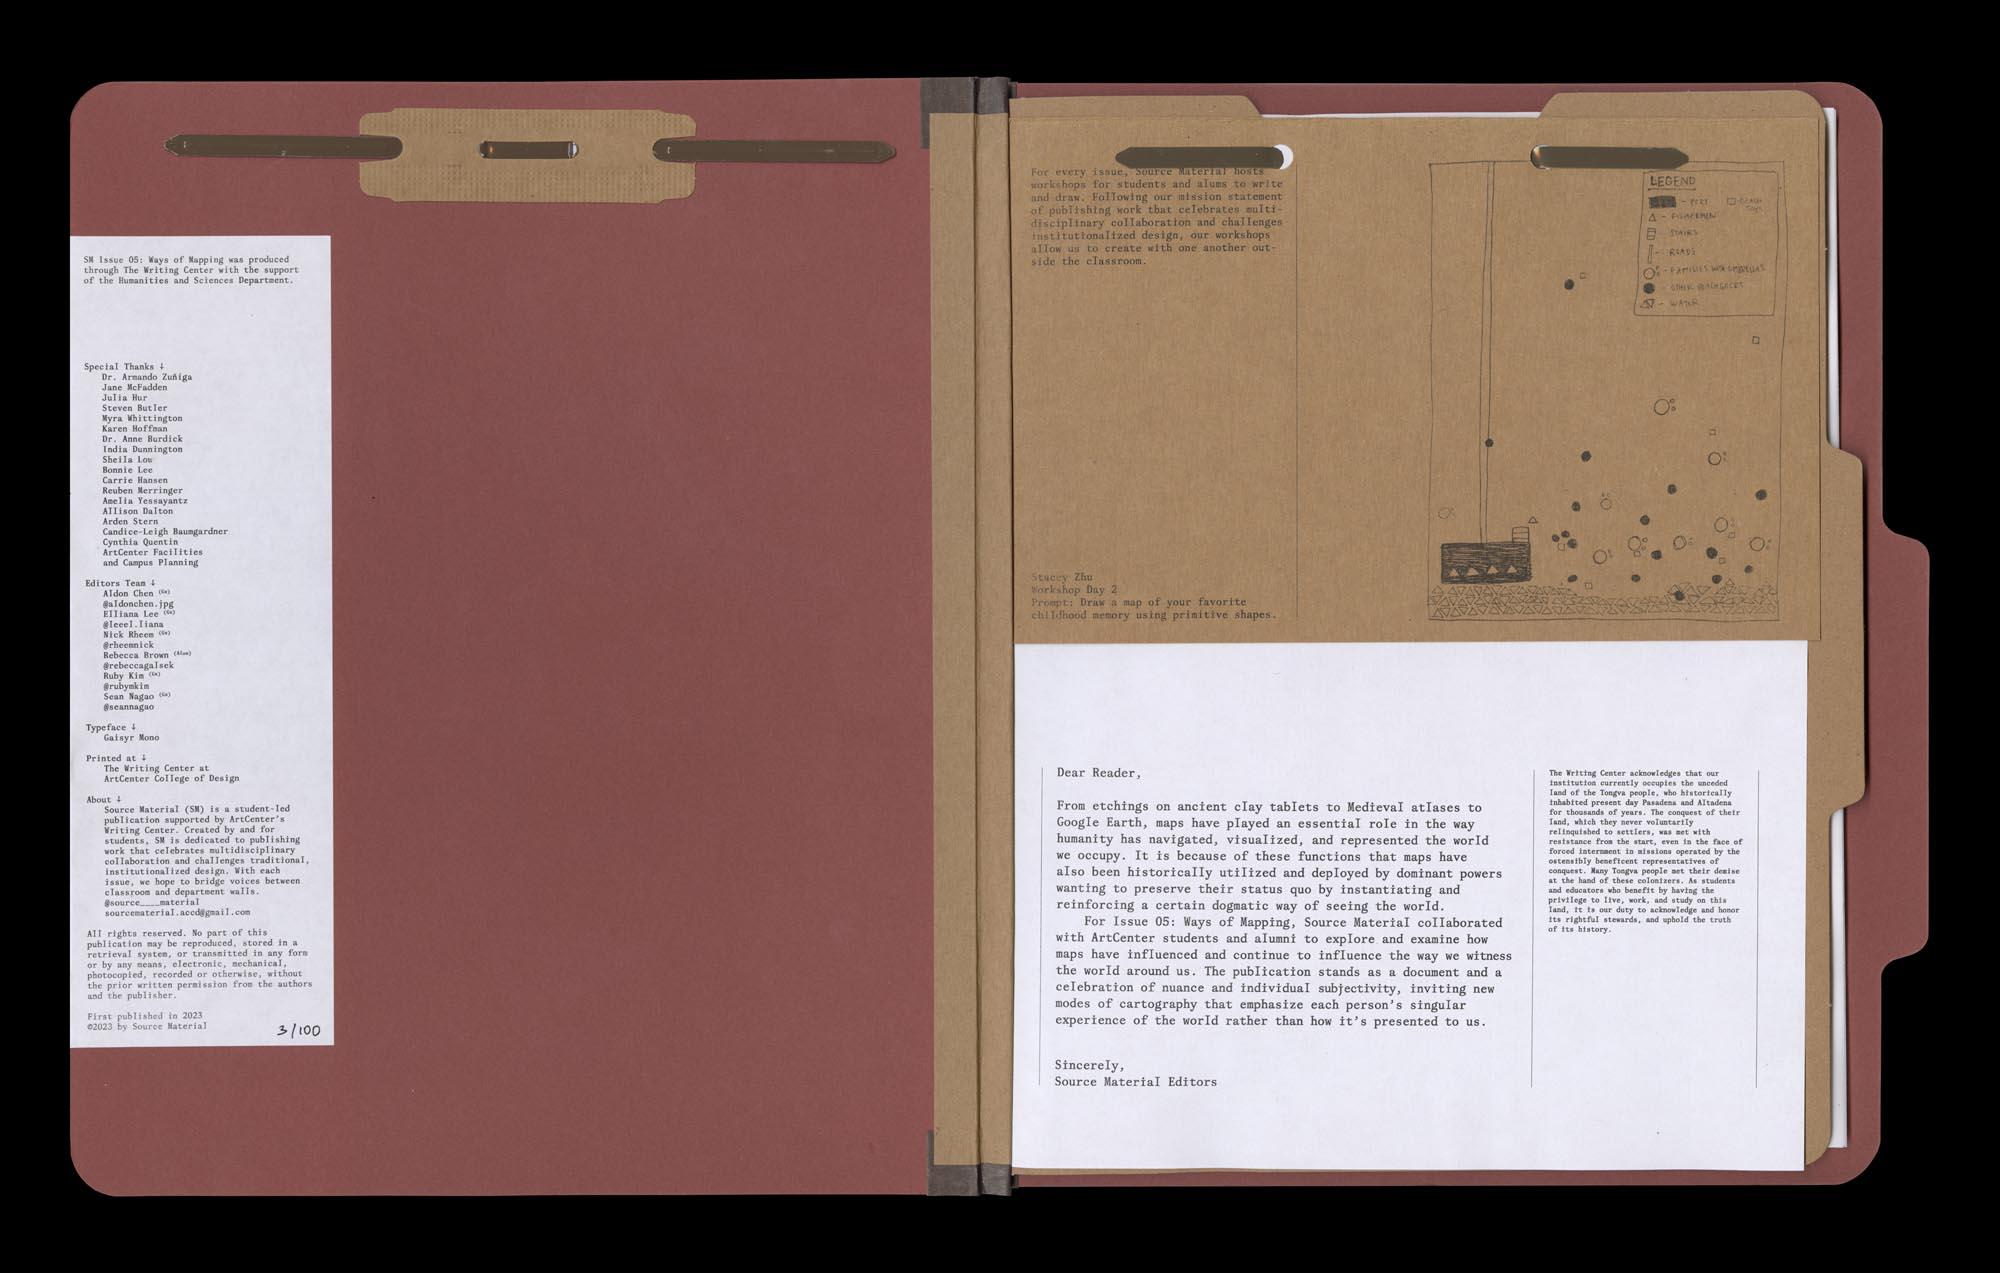 SM Issue 05: Ways of Mapping was produced
through The Writing Center with the support
of the Humanities and Sciences Department.
Special Thanks ↓
Dr. Armando Zuñiga
Jane McFadden
Julia Hur
Steven Butler
Myra Whittington
Karen Hoffman
Dr. Anne Burdick
India Dunnington
Sheila Low
Bonnie Lee
Carrie Hansen
Reuben Merringer
Amelia Yessayantz
Allison Dalton
Arden Stern
Candice-Leigh Baumgardner
Cynthia Quentin
ArtCenter Facilities
and Campus Planning
Editors Team ↓
Aldon Chen (Gx)
@aldonchen.jpg
Elliana Lee (Gx)
@leeel.liana
Nick Rheem (Gx)
@rheemnick
Rebecca Brown (Alum)
@rebeccagalsek
Ruby Kim (Gx)
@rubymkim
Sean Nagao (Gx)
@seannagao
Typeface ↓
Gaisyr Mono
Printed at ↓
The Writing Center at
ArtCenter College of Design
About ↓
Source Material (SM) is a student-led
publication supported by ArtCenter's
Writing Center. Created by and for
students, SM is dedicated to publishing
work that celebrates multidisciplinary
collaboration and challenges traditional,
institutionalized design. With each
issue, we hope to bridge voices between
classroom and department walls.
@source____material
sourcematerial.accd@gmail.com
All rights reserved. No part of this
publication may be reproduced, stored in a
retrieval system, or transmitted in any form
or by any means, electronic, mechanical,
photocopied, recorded or otherwise, without
the prior written permission from the authors
and the publisher.
First published in 2023
©2023 by Source Material
3/100
For every issue, Source Material hosts
workshops for students and alums to write
and draw. Following our mission statement
of publishing work that celebrates multi-
disciplinary collaboration and challenges
institutionalized design, our workshops
allow us to create with one another out-
side the classroom.
Stacey Zhu
Workshop Day 2
Prompt: Draw a map of your favorite
childhood memory using primitive shapes.
LEGEND
- PORT
- BEACH
TOYS
- FISHERMEN
- STAIRS
- ROADS
- FAMILIES WITH UMBRELLAS
- OTHER BEACHGOERS
- WATER
Dear Reader,
From etchings on ancient clay tablets to Medieval atlases to
Google Earth, maps have played an essential role in the way
humanity has navigated, visualized, and represented the world
we occupy. It is because of these functions that maps have
also been historically utilized and deployed by dominant powers
wanting to preserve their status quo by instantiating and
reinforcing a certain dogmatic way of seeing the world.
For Issue 05: Ways of Mapping, Source Material collaborated
with ArtCenter students and alumni to explore and examine how
maps have influenced and continue to influence the way we witness
the world around us. The publication stands as a document and a
celebration of nuance and individual subjectivity, inviting new
modes of cartography that emphasize each person's singular
experience of the world rather than how it's presented to us.
Sincerely,
Source Material Editors
The Writing Center acknowledges that our
institution currently occupies the unceded
land of the Tongva people, who historically
inhabited present day Pasadena and Altadena
for thousands of years. The conquest of their
land, which they never voluntarily
relinquished to settlers, was met with
resistance from the start, even in the face of
forced internment in missions operated by the
ostensibly beneficent representatives of
conquest. Many Tongva people met their demise
at the hand of these colonizers. As students
and educators who benefit by having the
privilege to live, work, and study on this
land, it is our duty to acknowledge and honor
its rightful stewards, and uphold the truth
of its history.